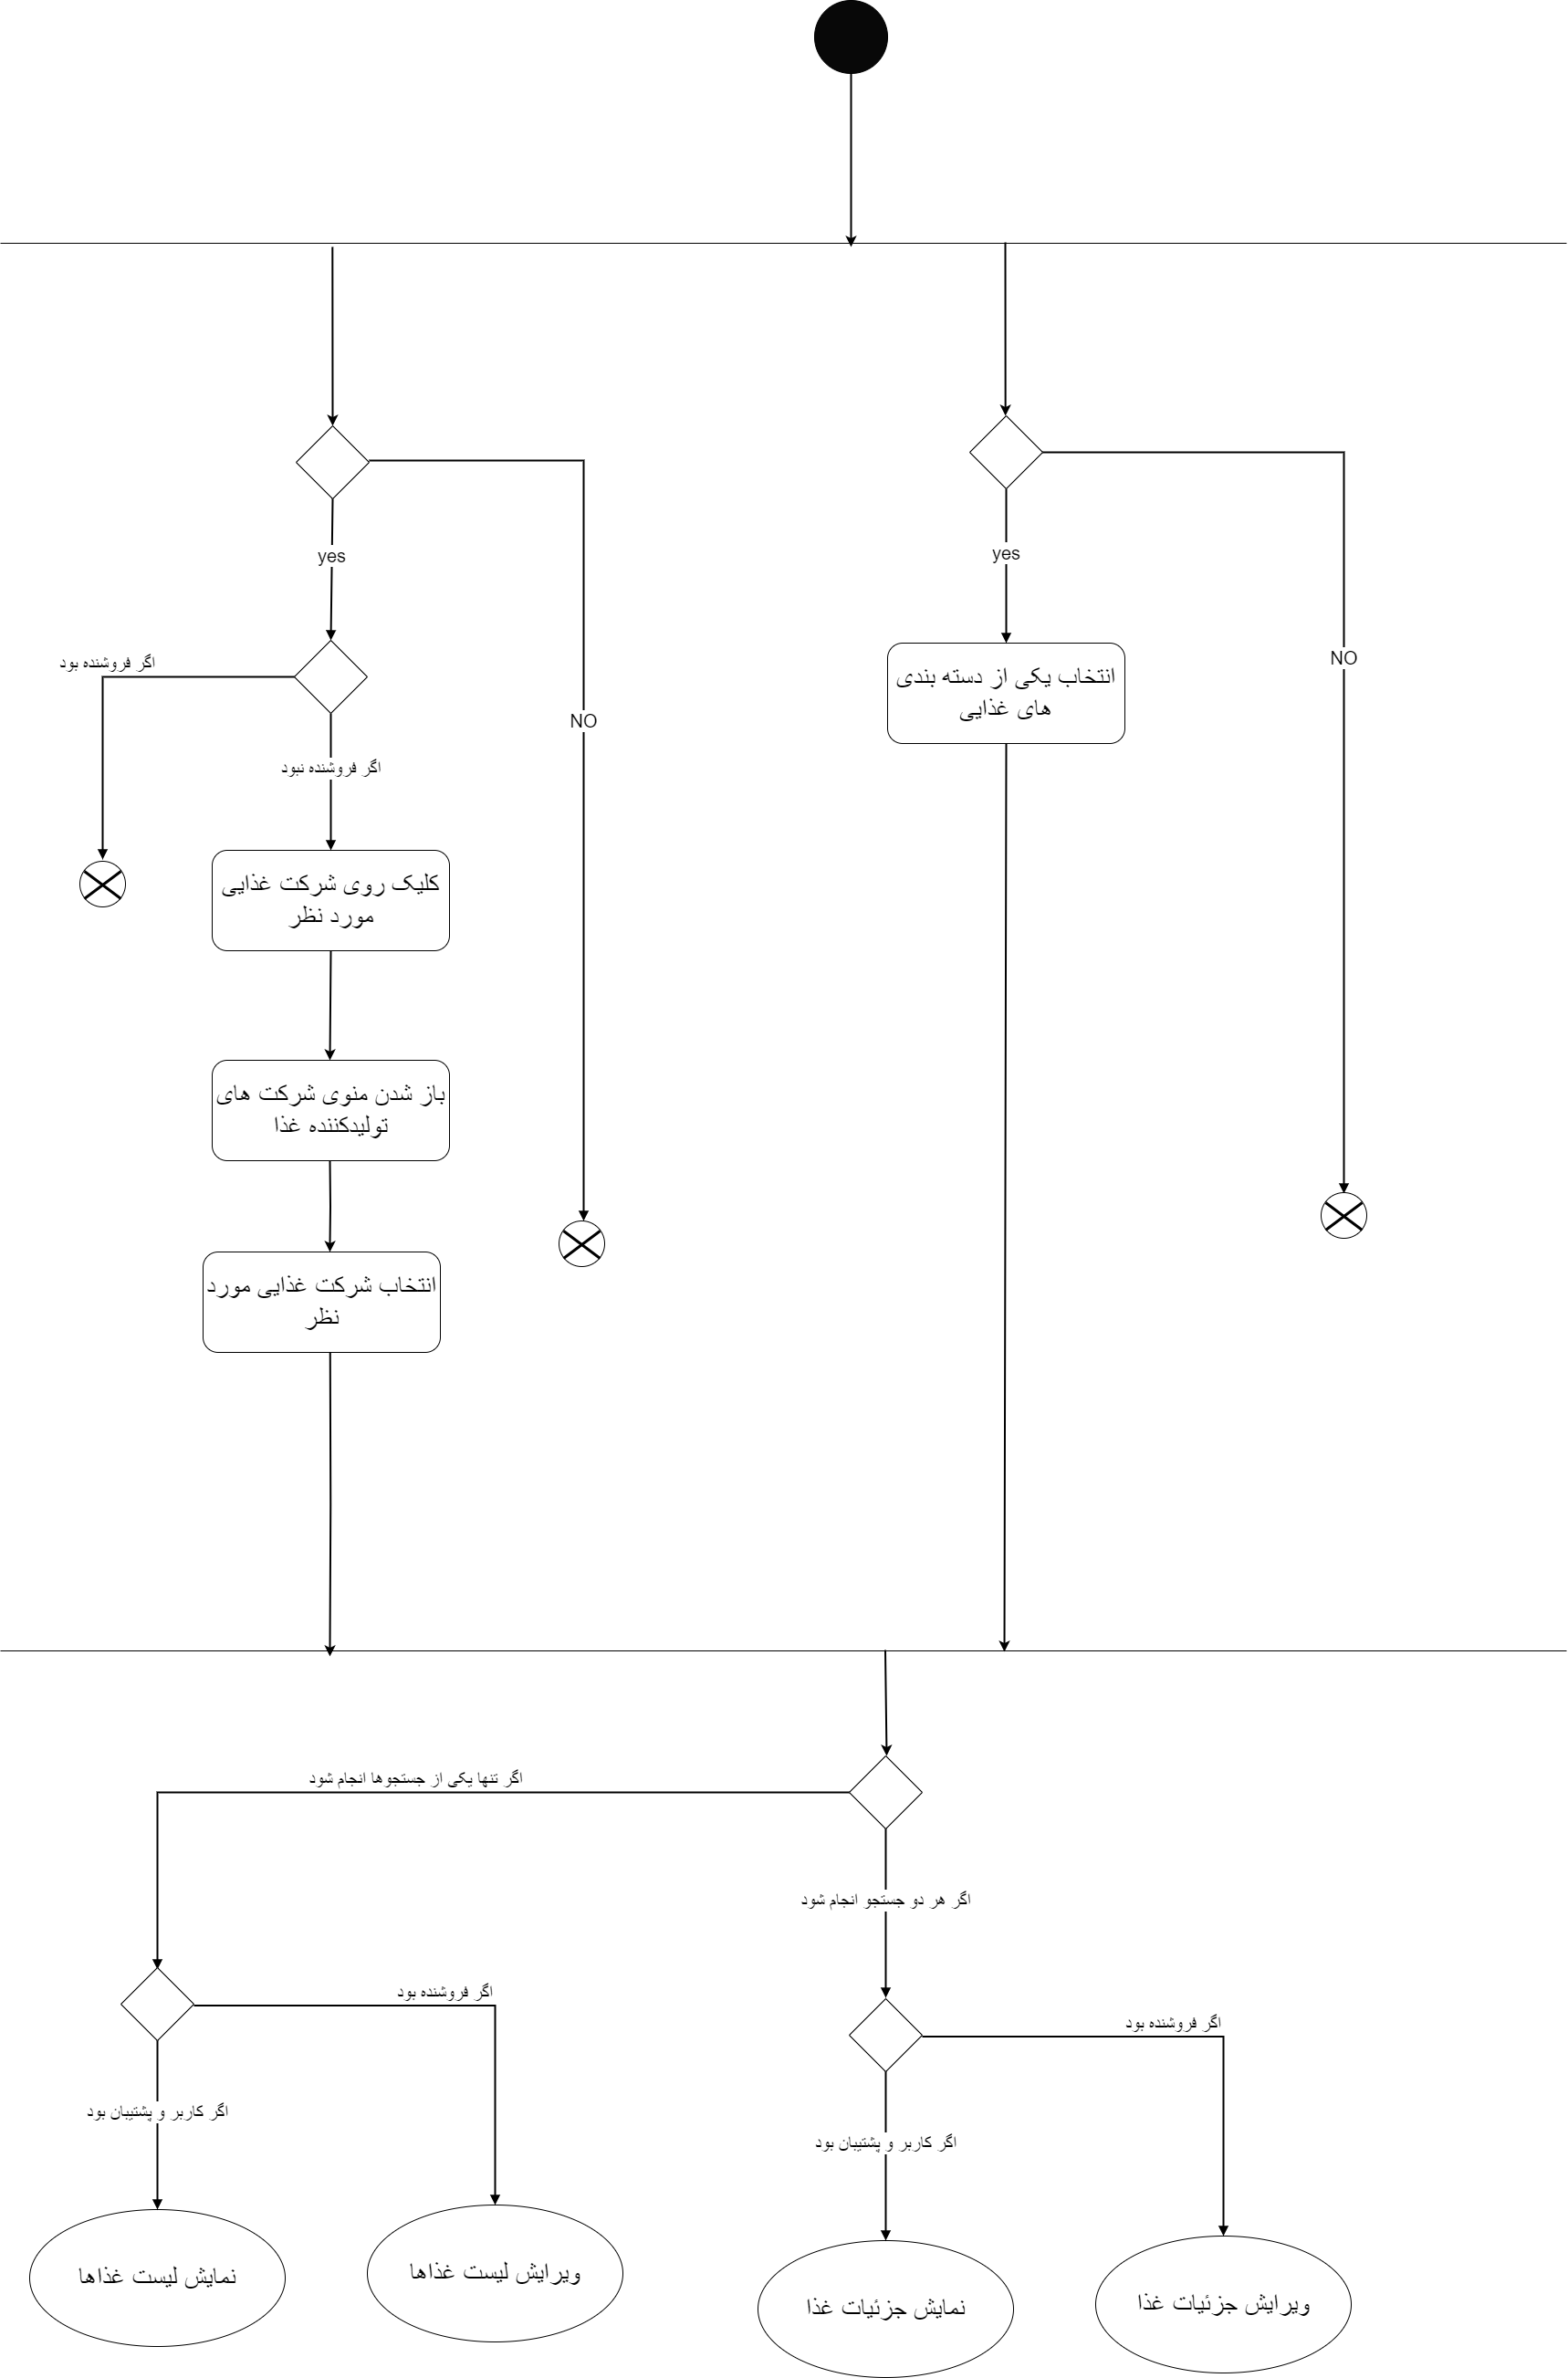 yes
yes
اگر فروشنده بود
NO
انتخاب یکی از دسته بندی
های غذایی
NO
اگر فروشنده نبود
کلیک روی شرکت غذایی
مورد نظر
باز شدن منوی شرکت های
تولیدکننده غذا
انتخاب شرکت غذایی مورد
نظر
اگر تنها یکی از جستجوها انجام شود
اگر هر دو جستجو انجام شود
اگر فروشنده بود
اگر فروشنده بود
اگر کاربر و پشتیبان بود
اگر کاربر و پشتیبان بود
نمایش لیست غذاها
ویرایش لیست غذاها
نمایش جزئیات غذا
ویرایش جزئیات غذا